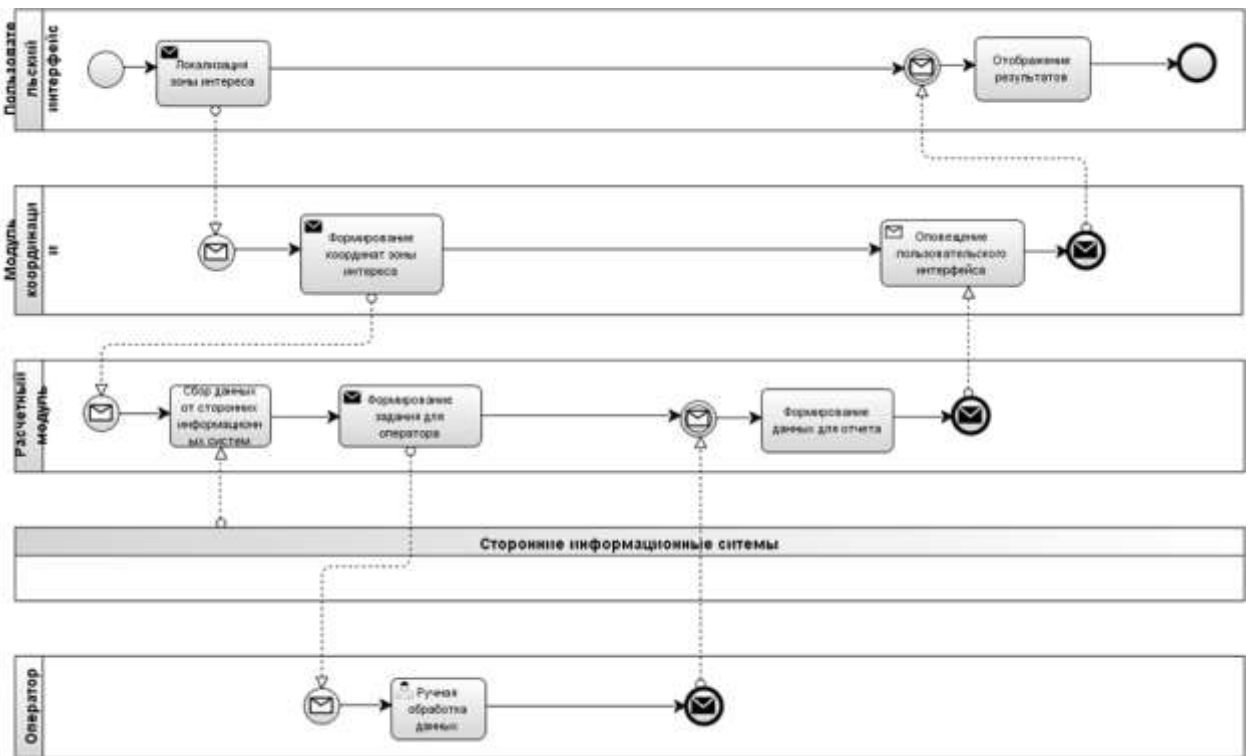 Пользовате
льский
интерфейс
Локализация
зоны интереса
Отображение
результатов
Модуль
координаци
и
Формирование
координат зоны
интереса
Оповещение
пользовательского
интерфейса
Расчетный
модуль
Сбор данных
от сторонних
информационн
ых систем
Формирование
задания для
оператора
Формирование
данных для отчета
Сторонние информационные ситемы
Оператор
Ручная
обработка
данных